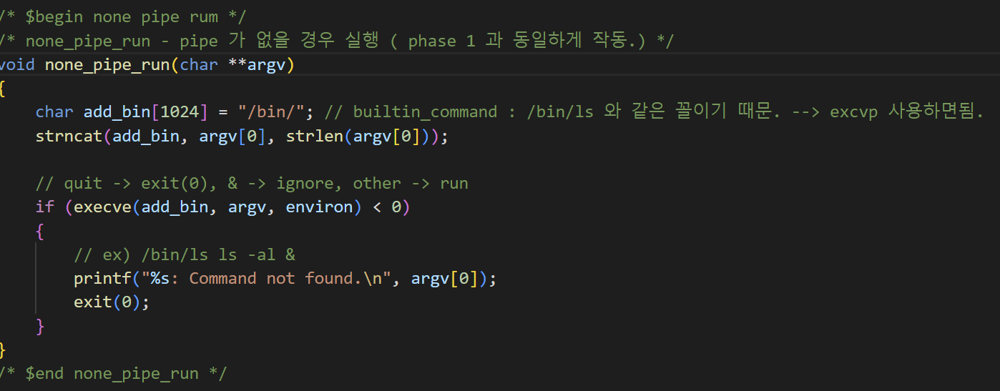 /* $begin none pipe rum */
/* none_pipe_run - pipe 가 없을 경우 실행 ( phase 1 과 동일하게 작동.) */
void none_pipe_run(char **argv)
{
    char add_bin[1024] = "/bin/"; // builtin_command : /bin/ls 와 같은 꼴이기 때문. --> excvp 사용하면됨.
    strncat(add_bin, argv[0], strlen(argv[0]));
    // quit -> exit(0), & -> ignore, other -> run
    if (execve(add_bin, argv, environ) < 0)
    {
        // ex) /bin/ls ls -al &
        printf("%s: Command not found.\n", argv[0]);
        exit(0);
    }
}
/* $end none_pipe_run */